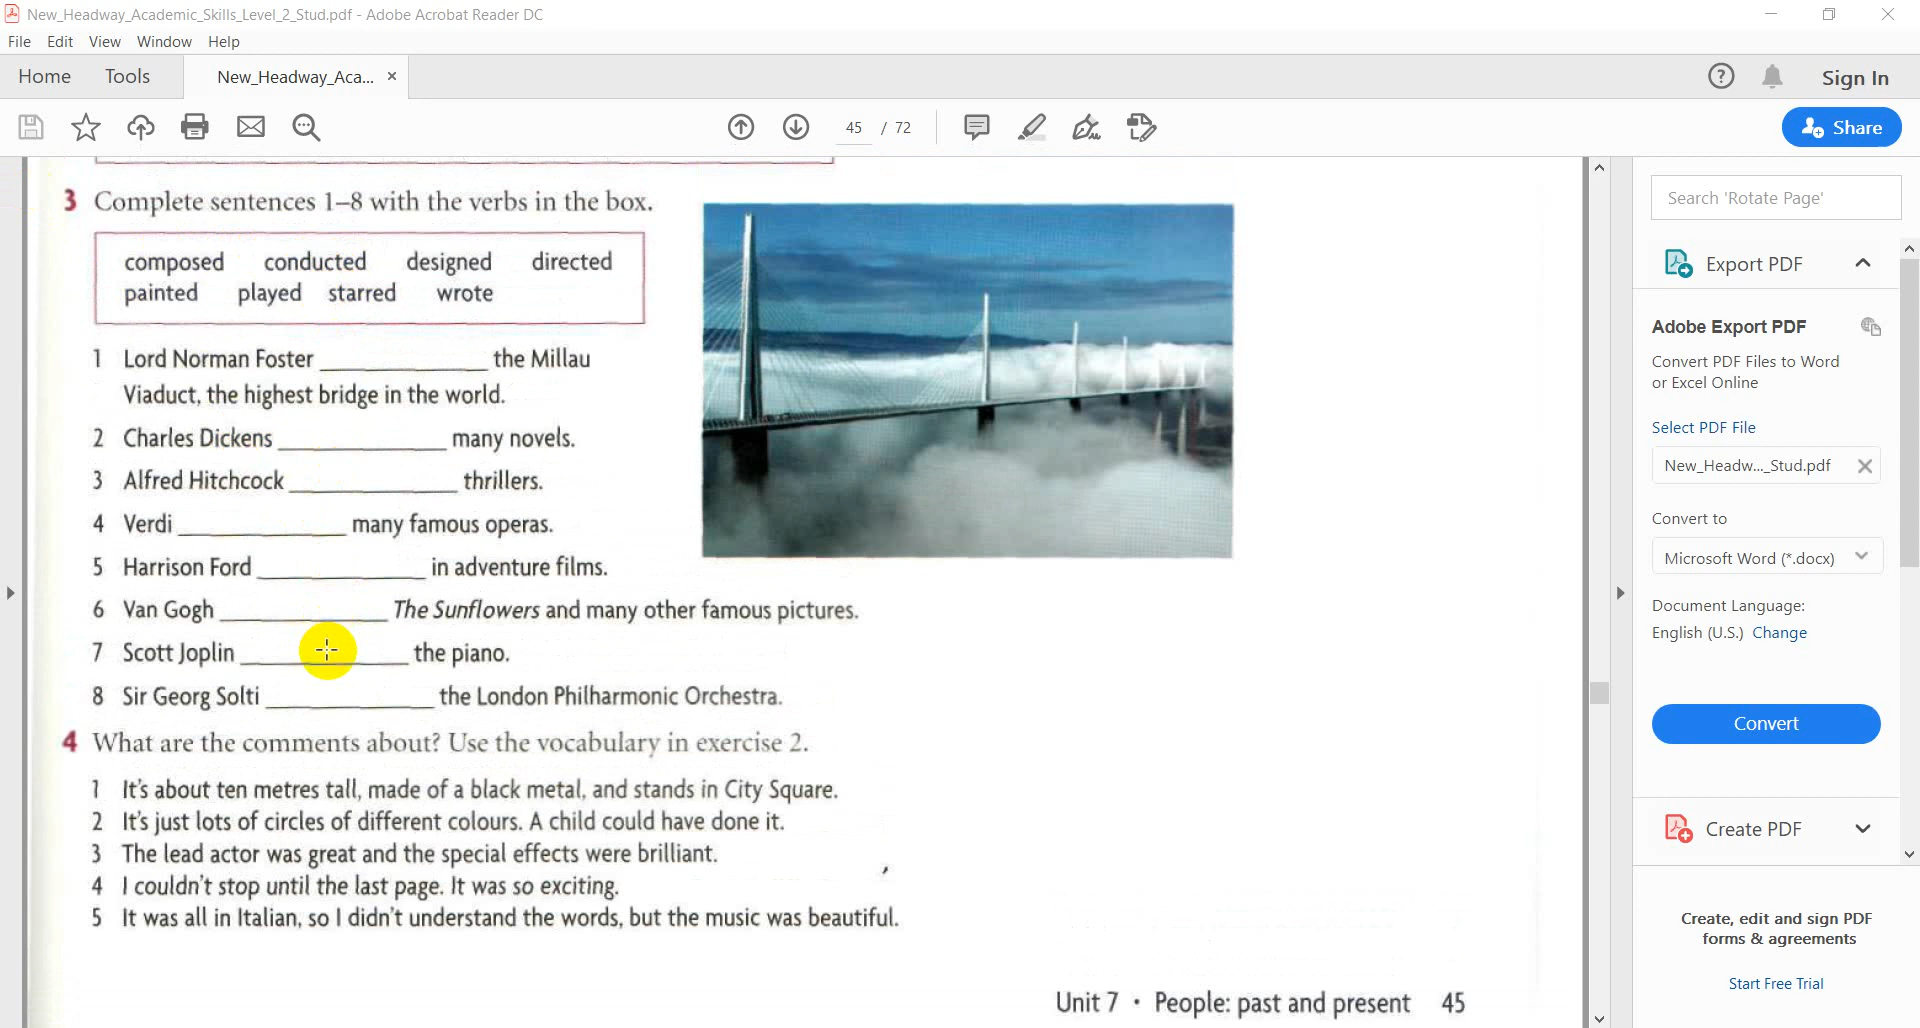 New_Headway_Academic_Skills_Level_2_Stud.pdf - Adobe Acrobat Reader DC
File Edit View Window Help
Home Tools New_Headway_Aca... × Sign In
45 / 72 Share
3 Complete sentences 1–8 with the verbs in the box.
composed conducted designed directed
painted played starred wrote
1 Lord Norman Foster ______________ the Millau
Viaduct, the highest bridge in the world.
2 Charles Dickens ______________ many novels.
3 Alfred Hitchcock ______________ thrillers.
4 Verdi ______________ many famous operas.
5 Harrison Ford ______________ in adventure films.
6 Van Gogh ______________ The Sunflowers and many other famous pictures.
7 Scott Joplin ______________ the piano.
8 Sir Georg Solti ______________ the London Philharmonic Orchestra.
4 What are the comments about? Use the vocabulary in exercise 2.
1 It's about ten metres tall, made of a black metal, and stands in City Square.
2 It's just lots of circles of different colours. A child could have done it.
3 The lead actor was great and the special effects were brilliant.
4 I couldn't stop until the last page. It was so exciting.
5 It was all in Italian, so I didn't understand the words, but the music was beautiful.
Unit 7 • People: past and present 45
Search 'Rotate Page'
Export PDF
Adobe Export PDF
Convert PDF Files to Word
or Excel Online
Select PDF File
New_Headw..._Stud.pdf
Convert to
Microsoft Word (*.docx)
Document Language:
English (U.S.) Change
Convert
Create PDF
Create, edit and sign PDF
forms & agreements
Start Free Trial